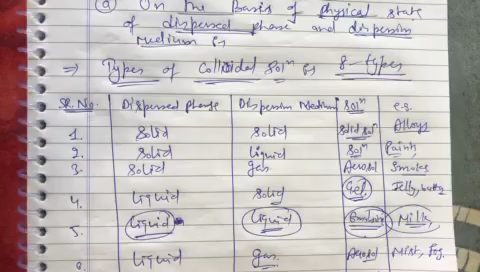 (a) On the Basis of Physical state
of dispersed phase and dispersion
Medium is
⇒ Types of Colloidal Solⁿ is 8-types
Sr. No. Dispersed phase Dispersion Medium Solⁿ e.g.
1. Solid Solid Solid solⁿ Alloys
2. Solid Liquid Solⁿ Paint
3. Solid Gas Aerosol Smoke
4. Liquid Solid Gel Jelly, butter
5. Liquid Liquid Emulsion Milk
Liquid gas Aerosol Mist, Fog